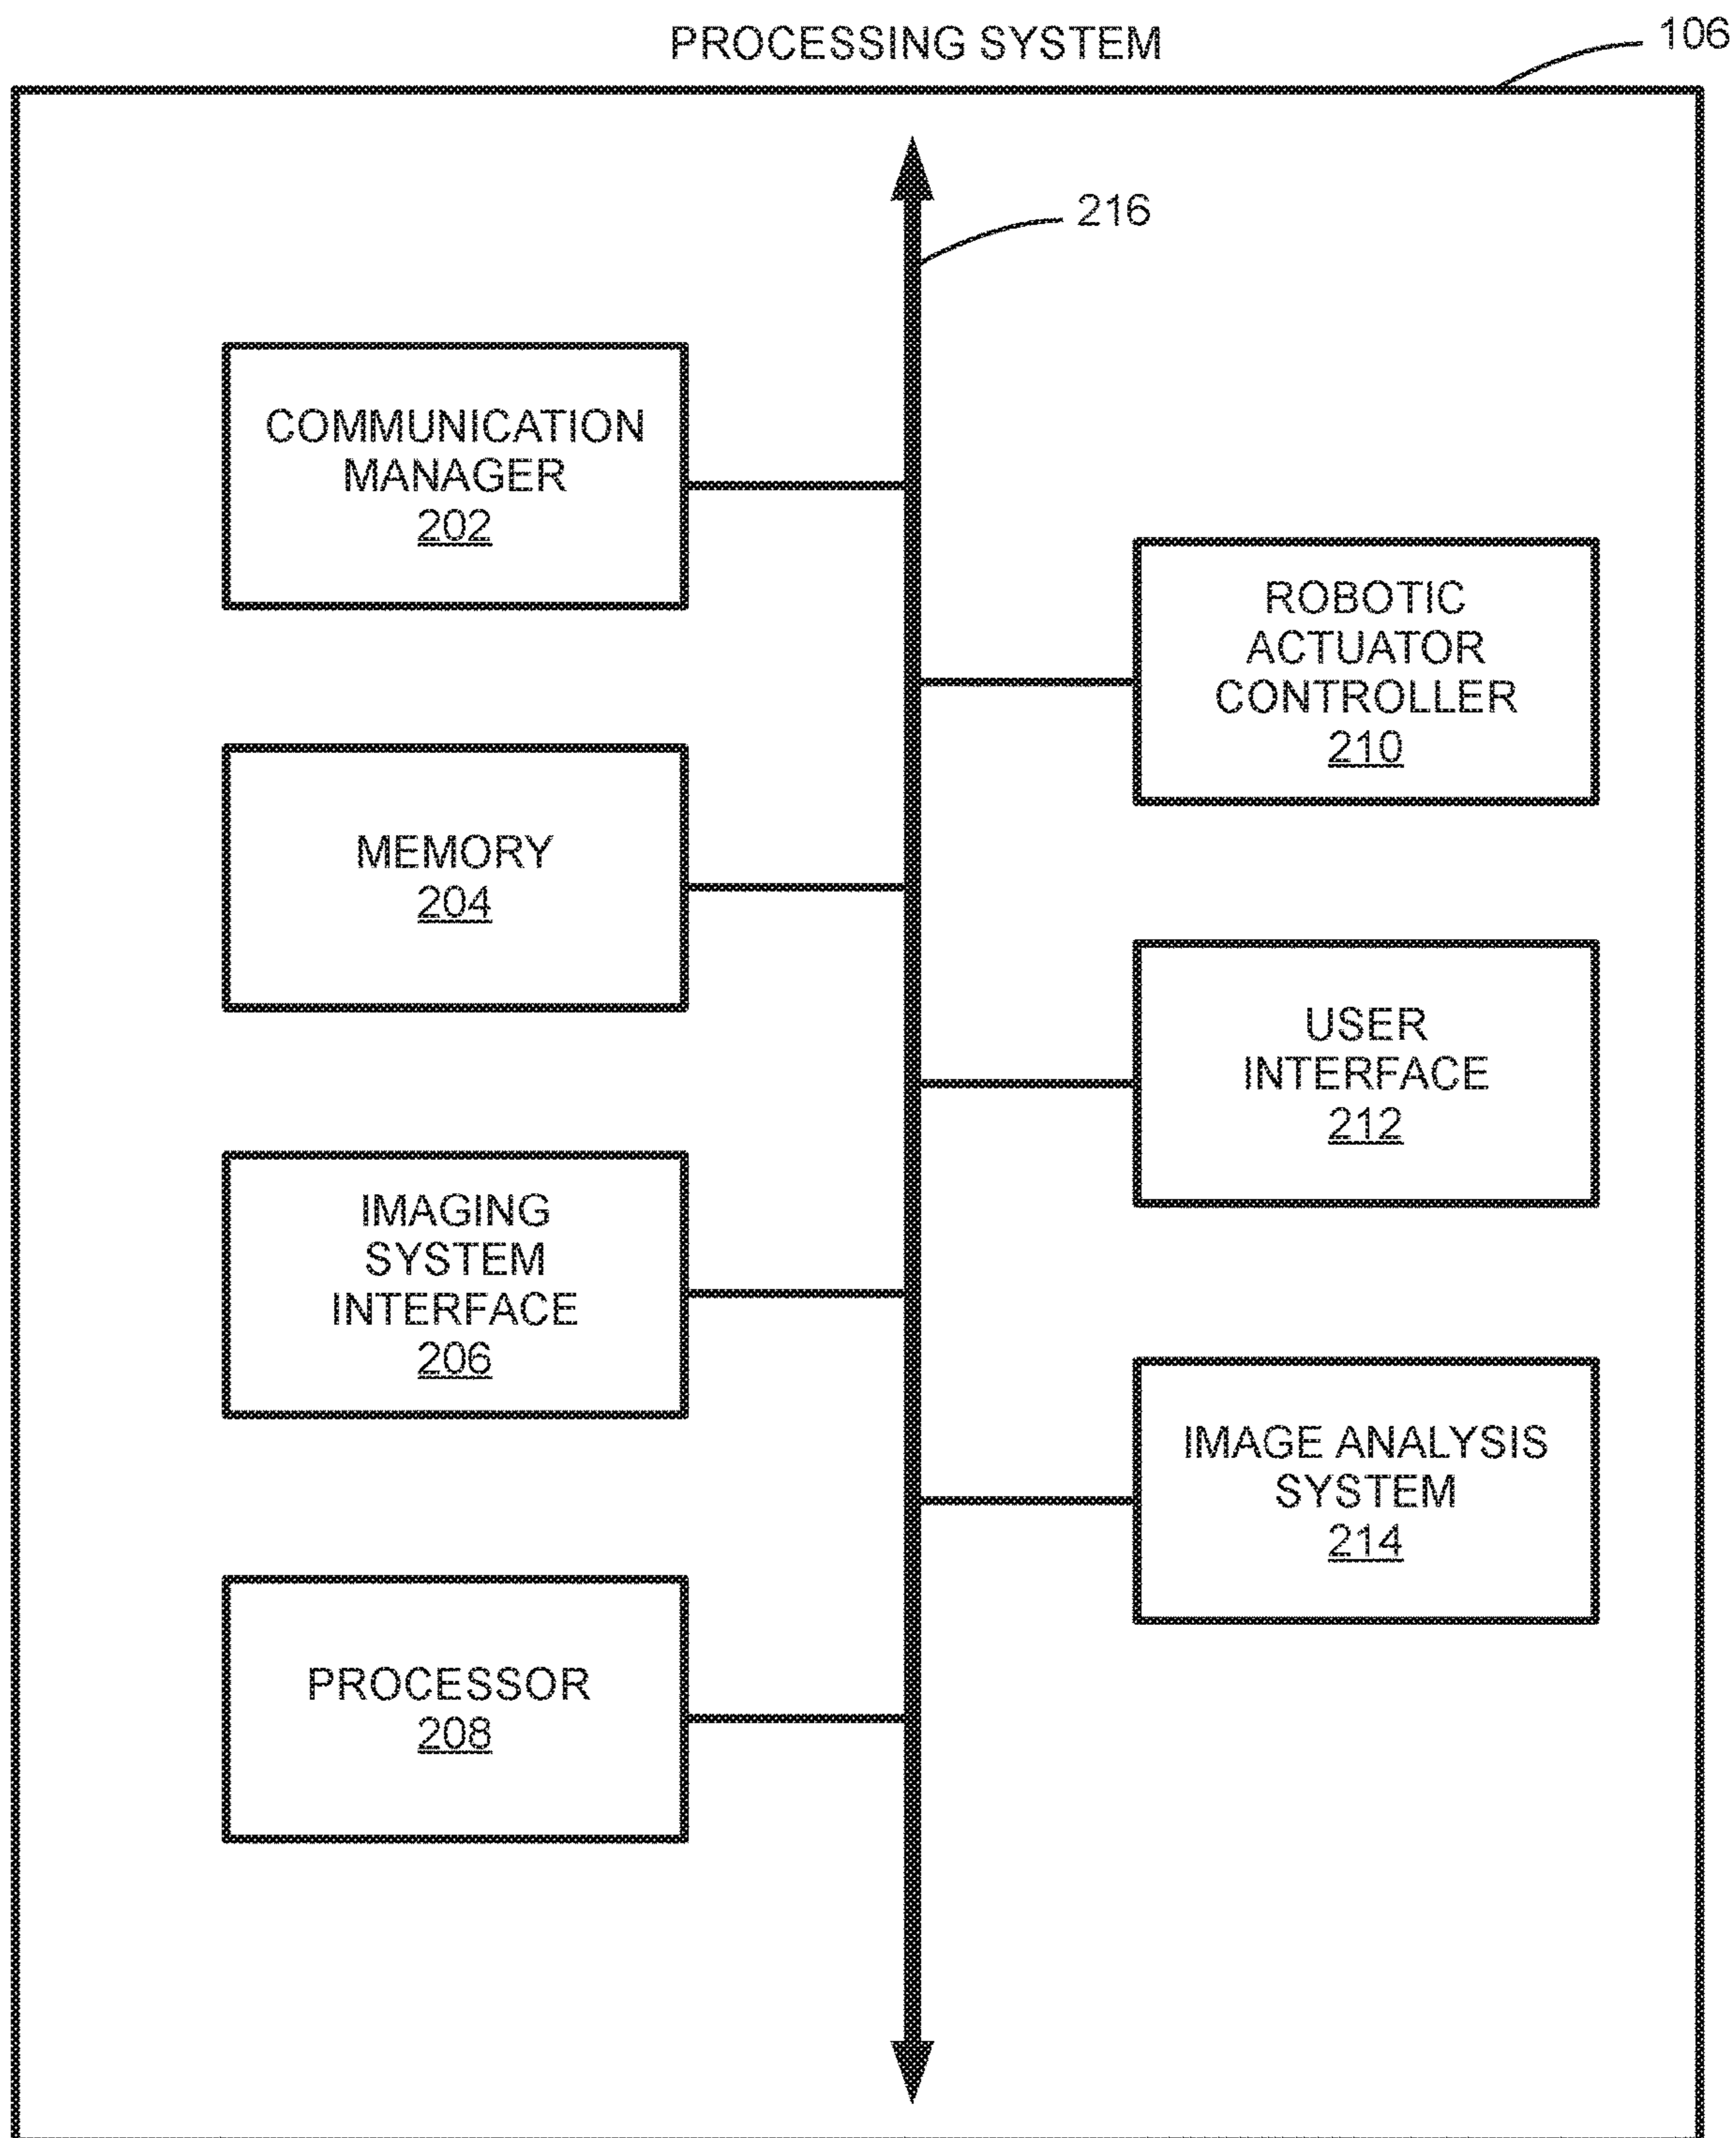 PROCESSING SYSTEM
106
216
COMMUNICATION
MANAGER
202
ROBOTIC
ACTUATOR
CONTROLLER
210
MEMORY
204
USER
INTERFACE
212
IMAGING
SYSTEM
INTERFACE
206
IMAGE ANALYSIS
SYSTEM
214
PROCESSOR
208